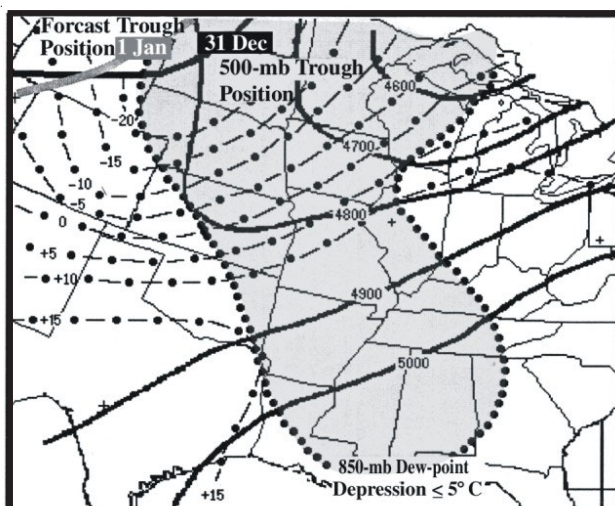 Forcast Trough
Position 1 Jan
31 Dec
500-mb Trough
Position
4600
-20
4700
-15
-10
-5
0
4800
+5
+10
4900
+15
5000
850-mb Dew-point
Depression ≤ 5° C
+15